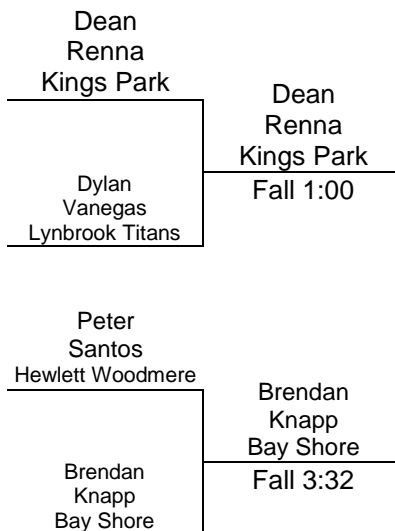 Dean
Renna
Kings Park
Dean
Renna
Kings Park
Fall 1:00
Dylan
Vanegas
Lynbrook Titans
Peter
Santos
Hewlett Woodmere
Brendan
Knapp
Bay Shore
Fall 3:32
Brendan
Knapp
Bay Shore